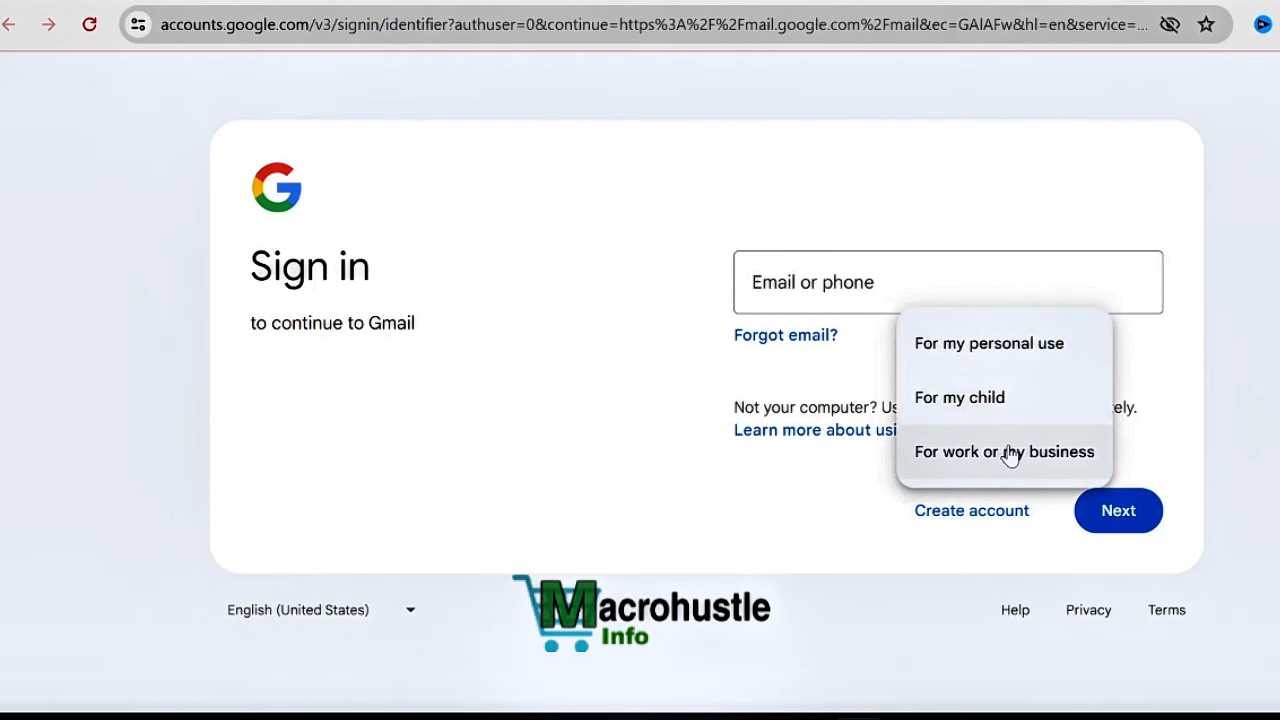 accounts.google.com/v3/signin/identifier?authuser=0&continue=https%3A%2F%2Fmail.google.com%2Fmail&ec=GAlAFw&hl=en&service=...
Sign in
to continue to Gmail
Email or phone
Forgot email?
For my personal use
For my child
For work or my business
Not your computer? Us
ely.
Learn more about usi
Create account
Next
English (United States)
Help
Privacy
Terms
Macrohustle
Info